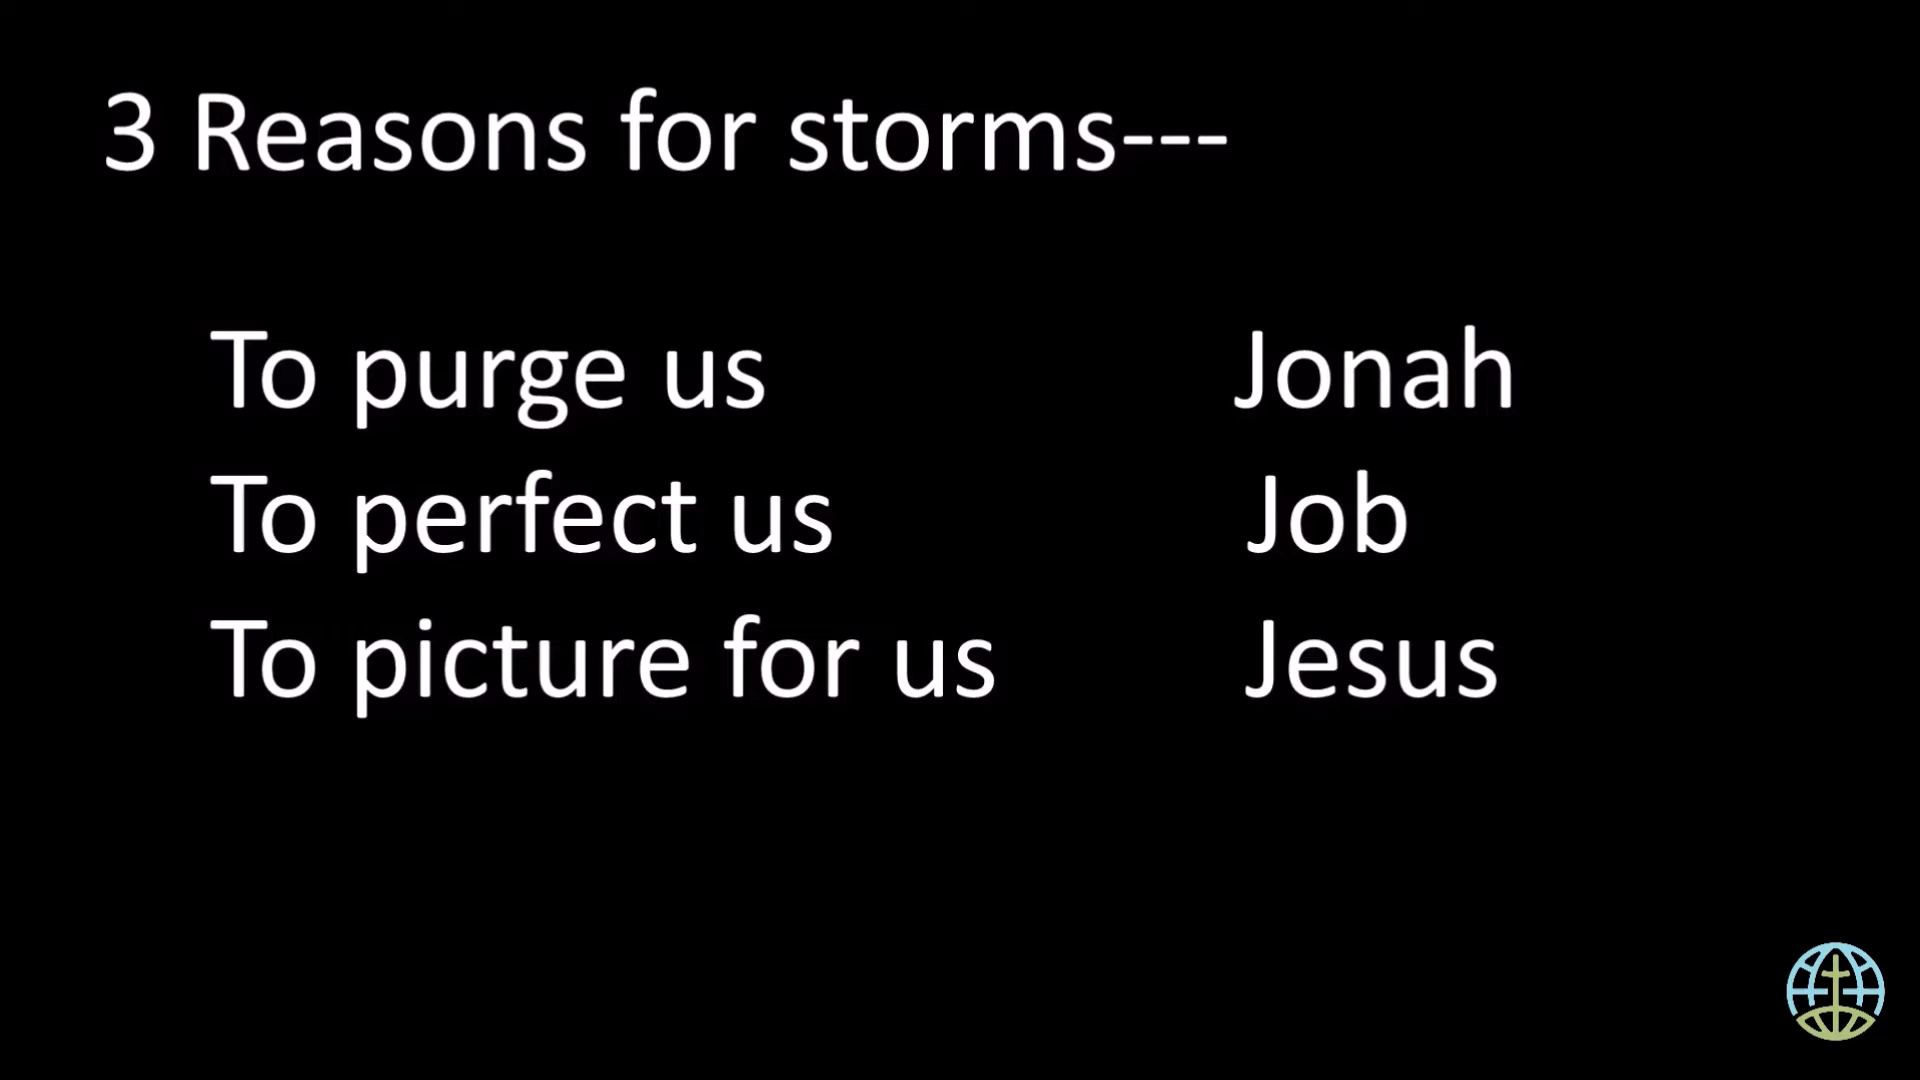 3 Reasons for storms---
To purge us Jonah
To perfect us Job
To picture for us Jesus